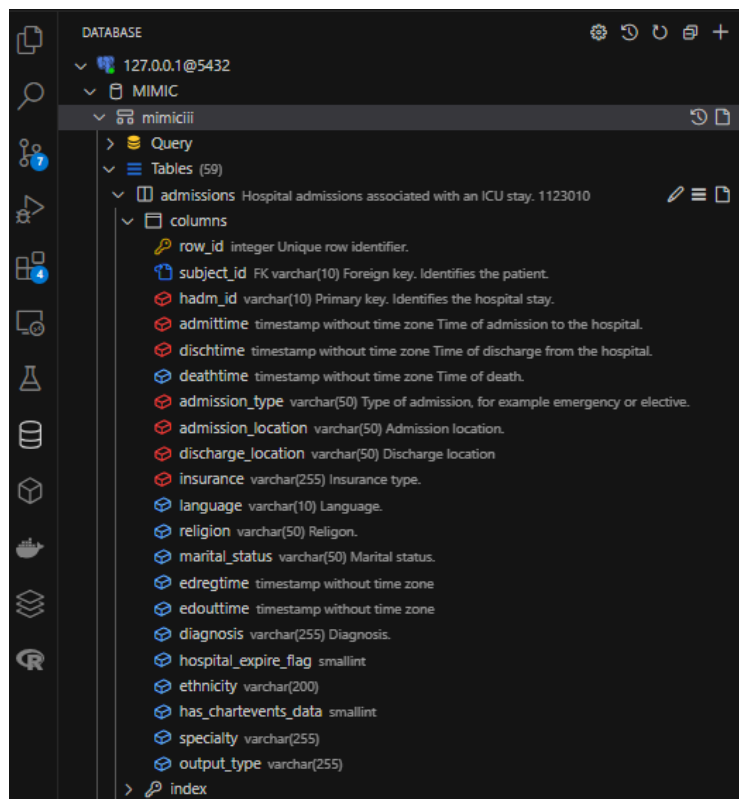 DATABASE
127.0.0.1@5432
MIMIC
mimiciii
Query
7
Tables (59)
admissions Hospital admissions associated with an ICU stay. 1123010
columns
row_id integer Unique row identifier.
4
subject_id FK varchar(10) Foreign key. Identifies the patient.
hadm_id varchar(10) Primary key. Identifies the hospital stay.
admittime timestamp without time zone Time of admission to the hospital.
dischtime timestamp without time zone Time of discharge from the hospital.
deathtime timestamp without time zone Time of death.
admission_type varchar(50) Type of admission, for example emergency or elective.
admission_location varchar(50) Admission location.
discharge_location varchar(50) Discharge location
insurance varchar(255) Insurance type.
language varchar(10) Language.
religion varchar(50) Religon.
marital_status varchar(50) Marital status.
edregtime timestamp without time zone
edouttime timestamp without time zone
diagnosis varchar(255) Diagnosis.
hospital_expire_flag smallint
R
ethnicity varchar(200)
has_chartevents_data smallint
specialty varchar(255)
output_type varchar(255)
index